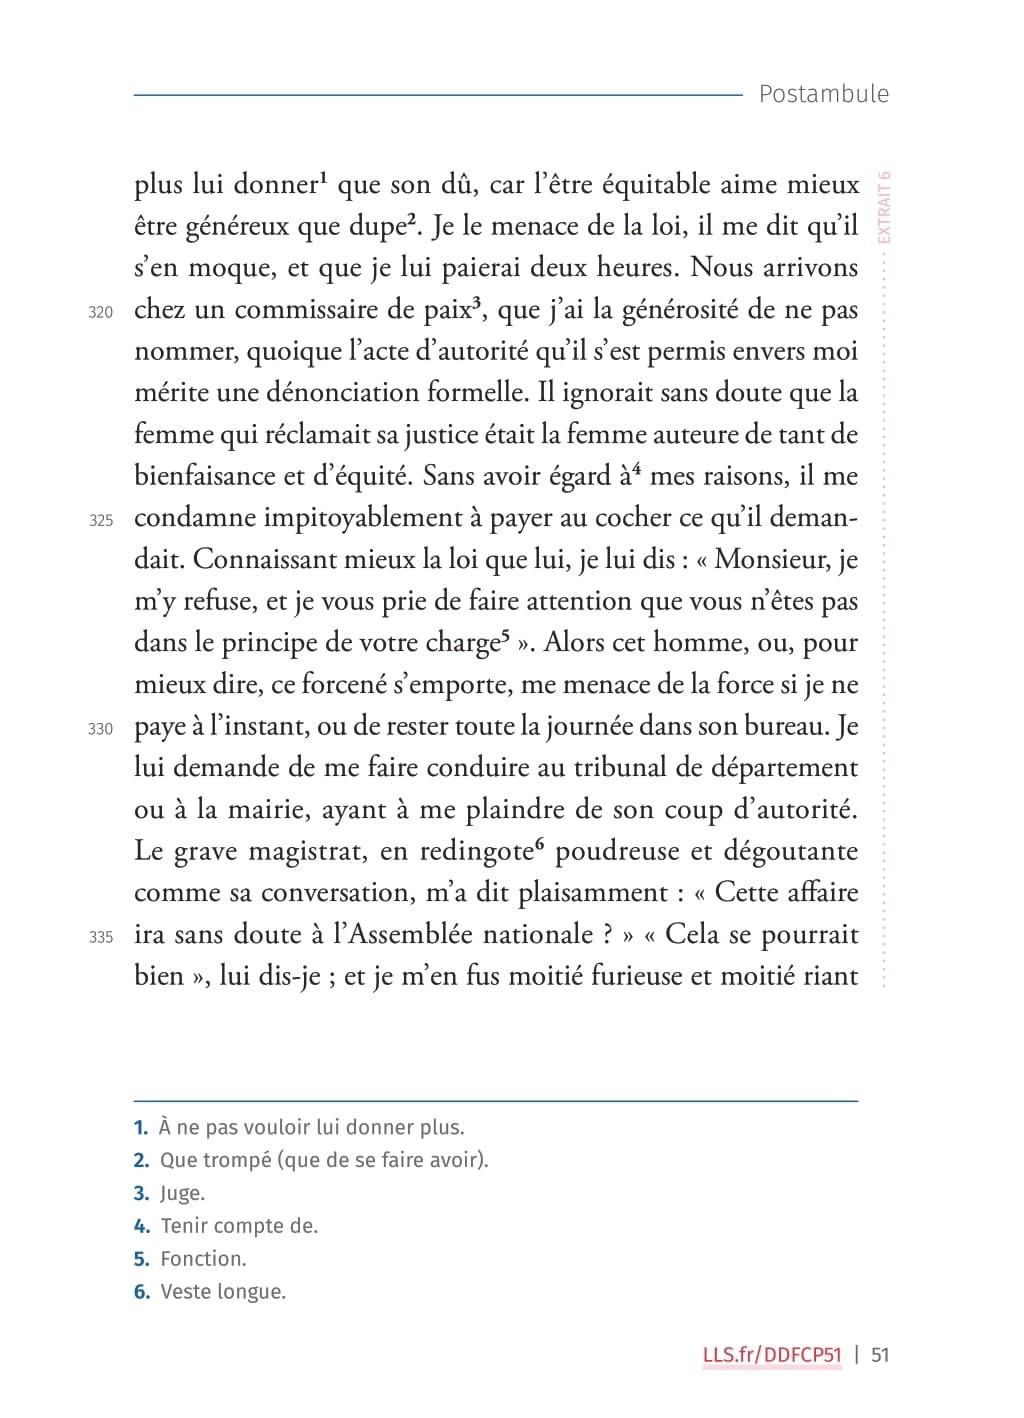 Postambule
EXTRAIT 6
plus lui donner¹ que son dû, car l’être équitable aime mieux
être généreux que dupe². Je le menace de la loi, il me dit qu’il
s’en moque, et que je lui paierai deux heures. Nous arrivons
320 chez un commissaire de paix³, que j’ai la générosité de ne pas
nommer, quoique l’acte d’autorité qu’il s’est permis envers moi
mérite une dénonciation formelle. Il ignorait sans doute que la
femme qui réclamait sa justice était la femme auteure de tant de
bienfaisance et d’équité. Sans avoir égard à⁴ mes raisons, il me
325 condamne impitoyablement à payer au cocher ce qu’il deman-
dait. Connaissant mieux la loi que lui, je lui dis : « Monsieur, je
m’y refuse, et je vous prie de faire attention que vous n’êtes pas
dans le principe de votre charge⁵ ». Alors cet homme, ou, pour
mieux dire, ce forcené s’emporte, me menace de la force si je ne
330 paye à l’instant, ou de rester toute la journée dans son bureau. Je
lui demande de me faire conduire au tribunal de département
ou à la mairie, ayant à me plaindre de son coup d’autorité.
Le grave magistrat, en redingote⁶ poudreuse et dégoutante
comme sa conversation, m’a dit plaisamment : « Cette affaire
335 ira sans doute à l’Assemblée nationale ? » « Cela se pourrait
bien », lui dis-je ; et je m’en fus moitié furieuse et moitié riant
1. À ne pas vouloir lui donner plus.
2. Que trompé (que de se faire avoir).
3. Juge.
4. Tenir compte de.
5. Fonction.
6. Veste longue.
LLS.fr/DDFCP51 | 51